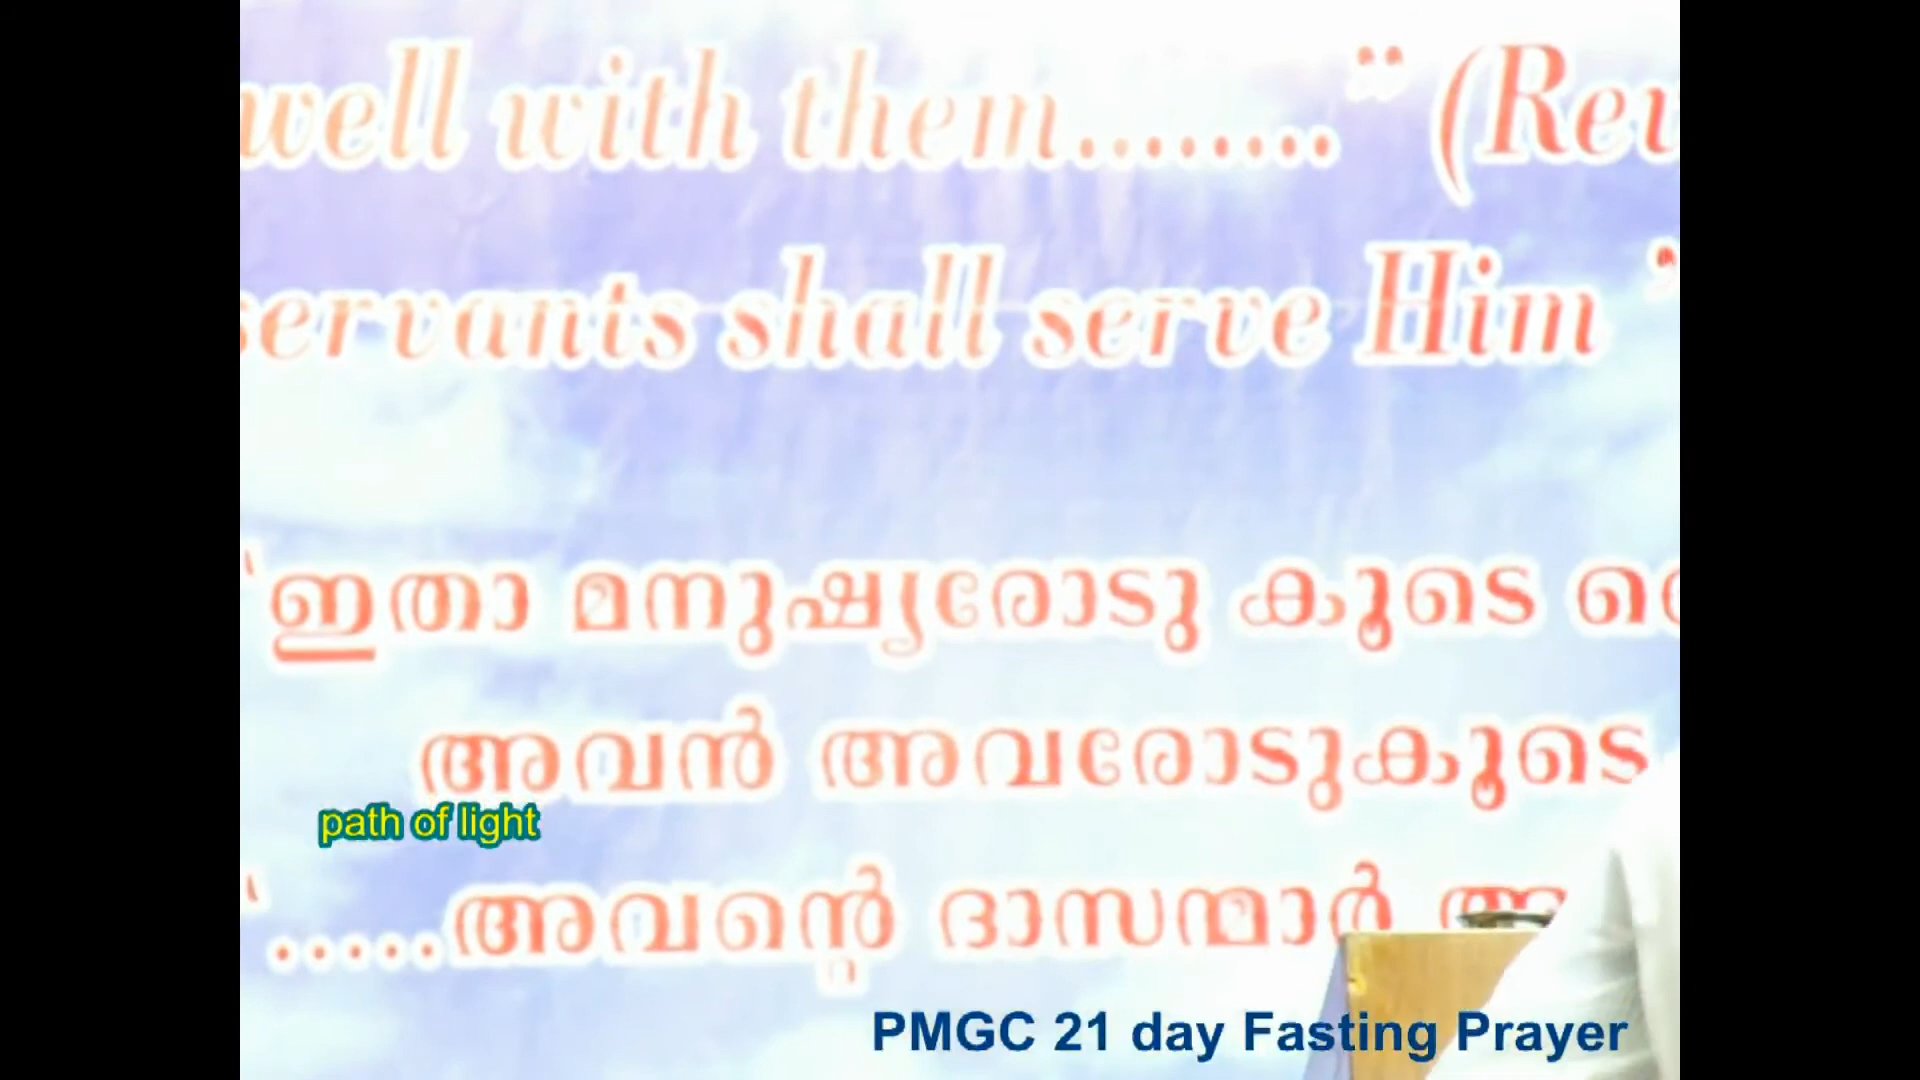 well with them........" (Rev
servants shall serve Him "
"ഇതാ മനുഷ്യരോടു കൂടെ
അവൻ അവരോടുകൂടെ
path of light
".....അവന്റെ ദാസന്മാർ
PMGC 21 day Fasting Prayer